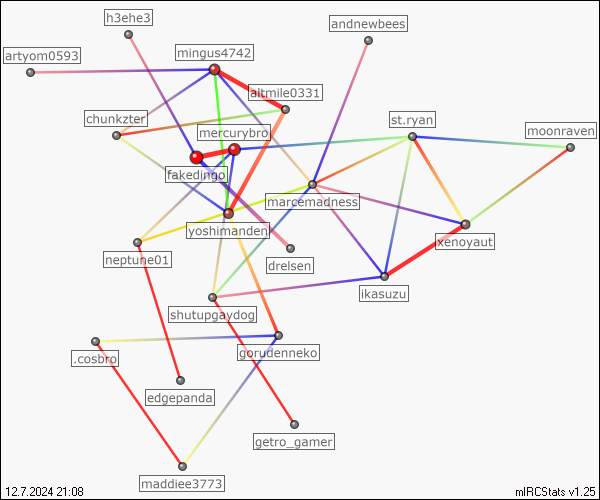 h3ehe3
andnewbees
artyom0593
mingus4742
altmile0331
chunkzter
mercurybro
st.ryan
moonraven
fakedingo
marcemadness
yoshimanden
xenoyaut
neptune01
drelsen
ikasuzu
shutupgaydog
.cosbro
gorudenneko
edgepanda
getro_gamer
maddiee3773
12.7.2024 21:08
mIRCStats v1.25